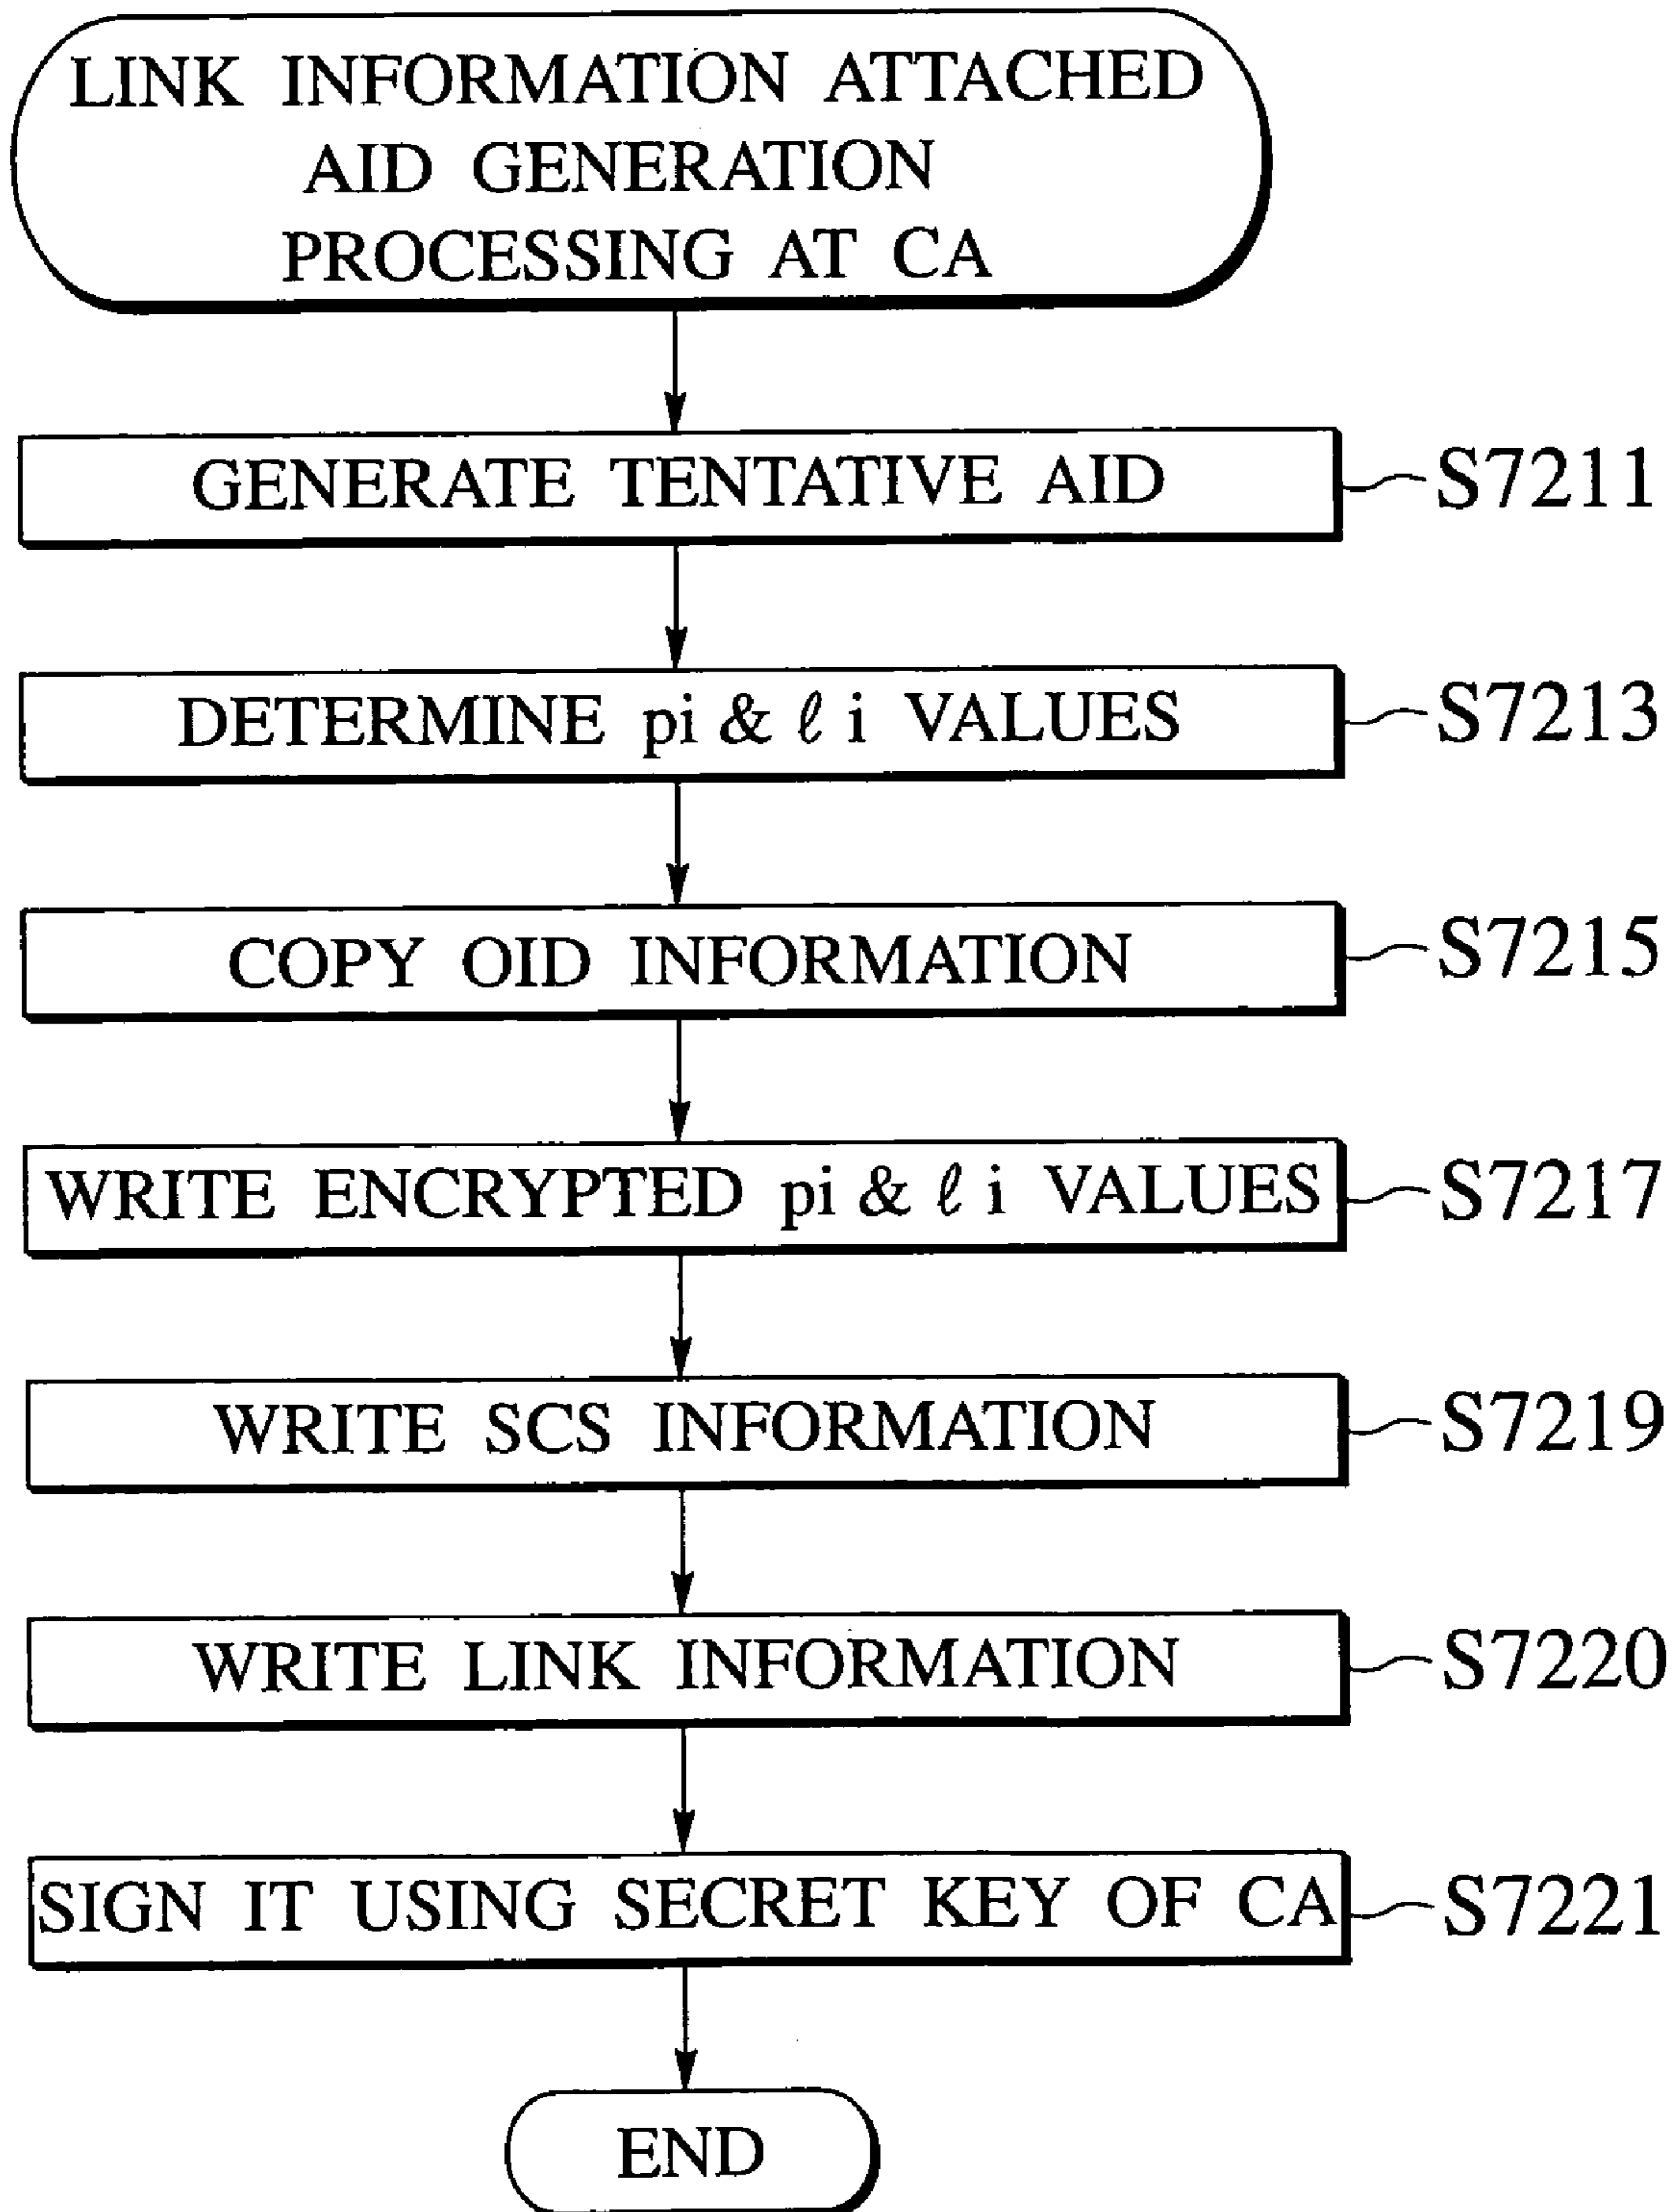 LINK INFORMATION ATTACHED
AID GENERATION
PROCESSING AT CA
GENERATE TENTATIVE AID
S7211
DETERMINE pi & ℓ i VALUES
S7213
COPY OID INFORMATION
S7215
WRITE ENCRYPTED pi & ℓ i VALUES
S7217
WRITE SCS INFORMATION
S7219
WRITE LINK INFORMATION
S7220
SIGN IT USING SECRET KEY OF CA
S7221
END